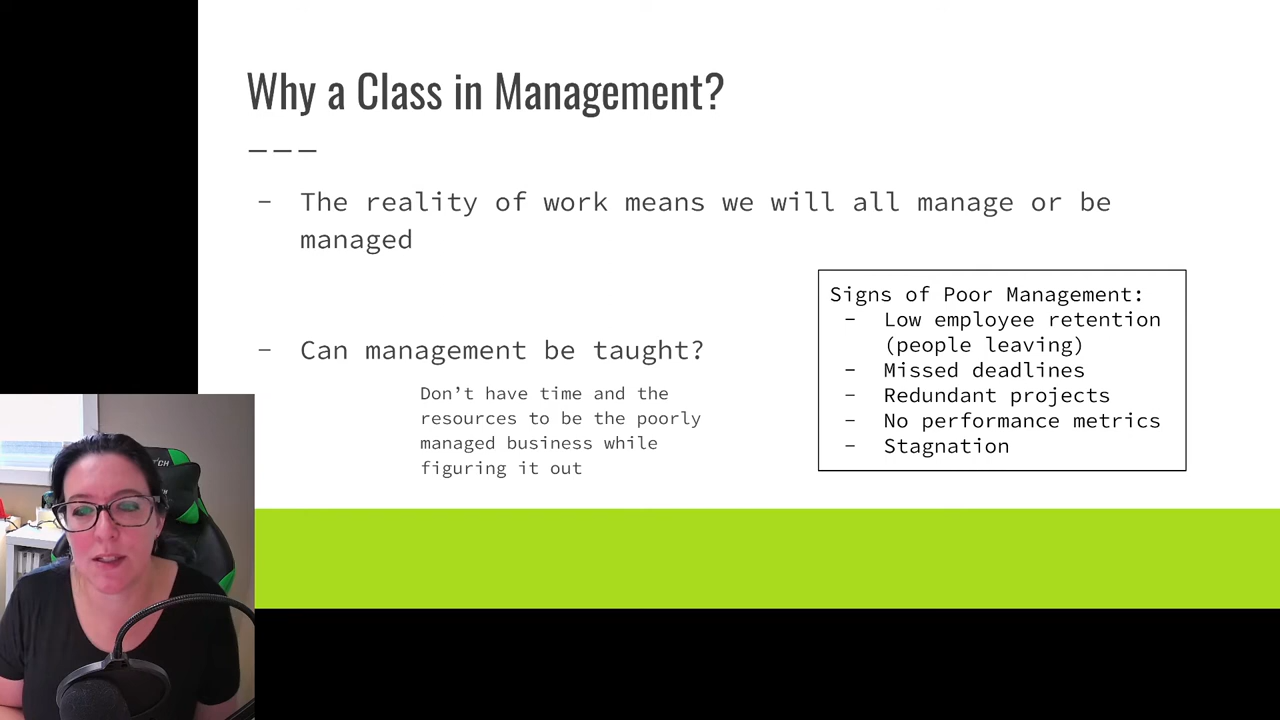 Why a Class in Management?
– The reality of work means we will all manage or be
managed
– Can management be taught?
Don’t have time and the
resources to be the poorly
managed business while
figuring it out
Signs of Poor Management:
– Low employee retention
(people leaving)
– Missed deadlines
– Redundant projects
– No performance metrics
– Stagnation